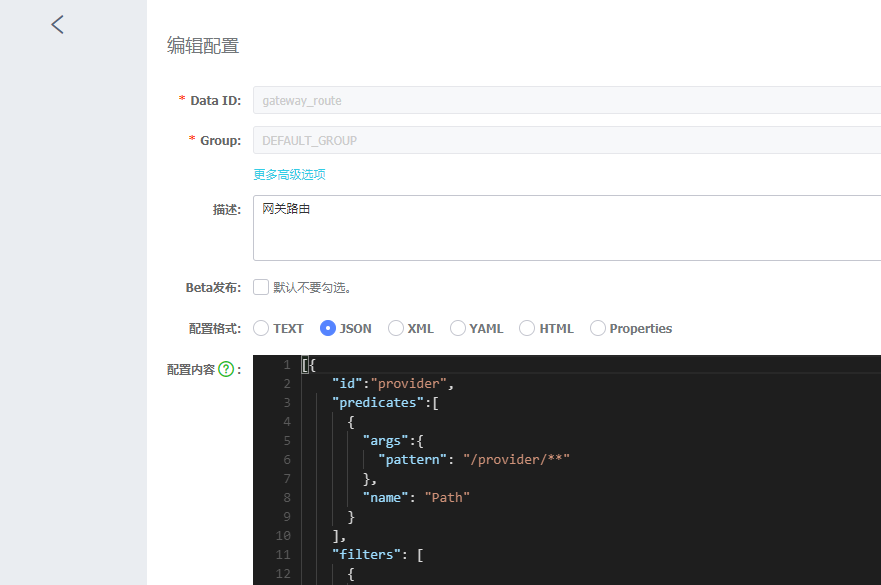 编辑配置
* Data ID: gateway_route
* Group: DEFAULT_GROUP
更多高级选项
描述: 网关路由
Beta发布: 默认不要勾选。
配置格式: TEXT JSON XML YAML HTML Properties
配置内容 ? :
1 [{
2 "id":"provider",
3 "predicates":[
4 {
5 "args":{
6 "pattern": "/provider/**"
7 },
8 "name": "Path"
9 }
10 ],
11 "filters": [
12 {